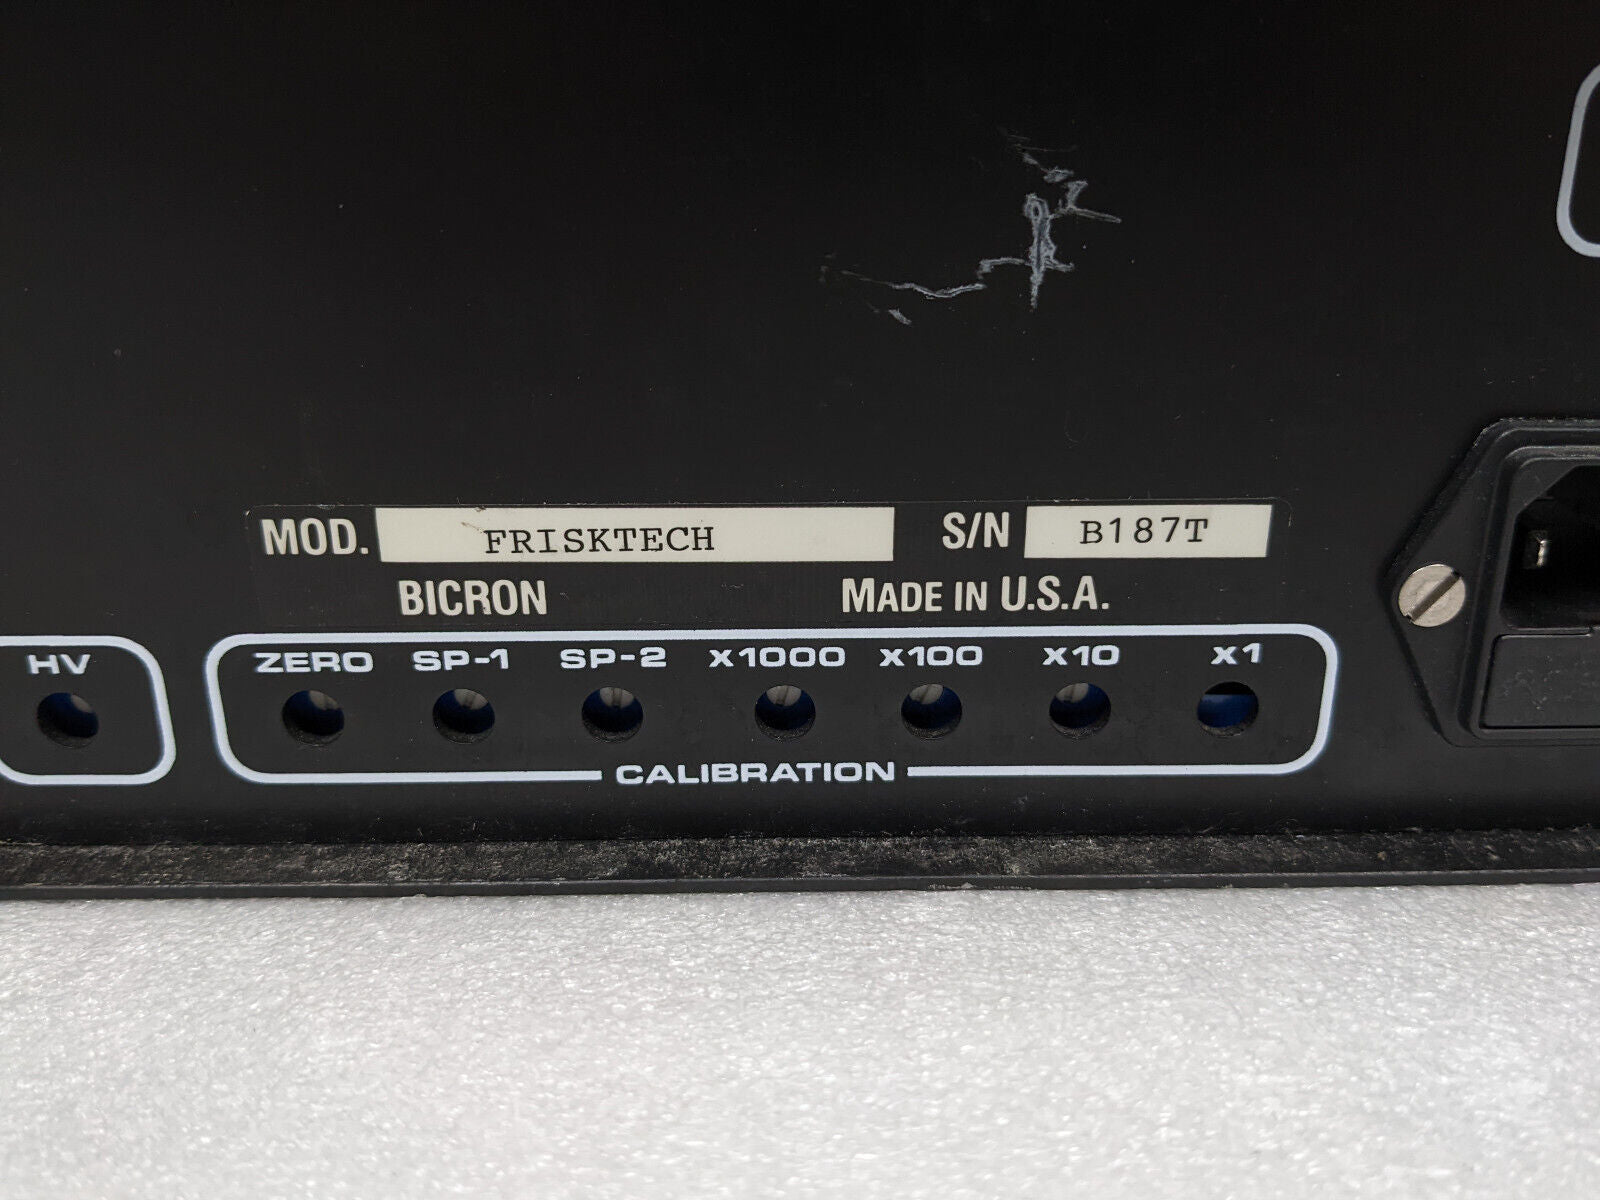 MOD. FRISKTECH S/N B187T
BICRON MADE IN U.S.A.
HV ZERO SP-1 SP-2 X1000 X100 X10 X1
CALIBRATION